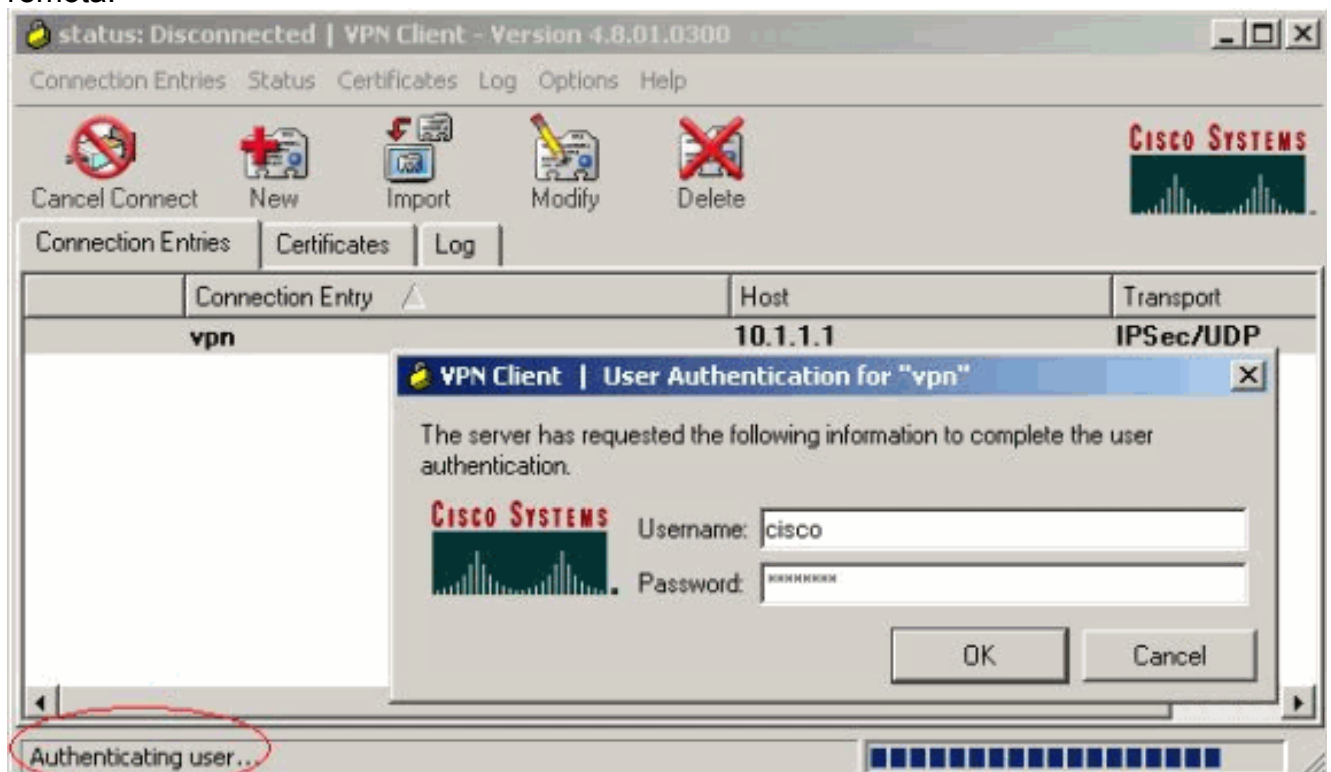 remota.
status: Disconnected | VPN Client - Version 4.8.01.0300
Connection Entries Status Certificates Log Options Help
Cancel Connect New Import Modify Delete
CISCO SYSTEMS
Connection Entries Certificates Log
Connection Entry Host Transport
vpn 10.1.1.1 IPSec/UDP
VPN Client | User Authentication for "vpn"
The server has requested the following information to complete the user
authentication.
CISCO SYSTEMS
Username: cisco
Password: ********
OK Cancel
Authenticating user...